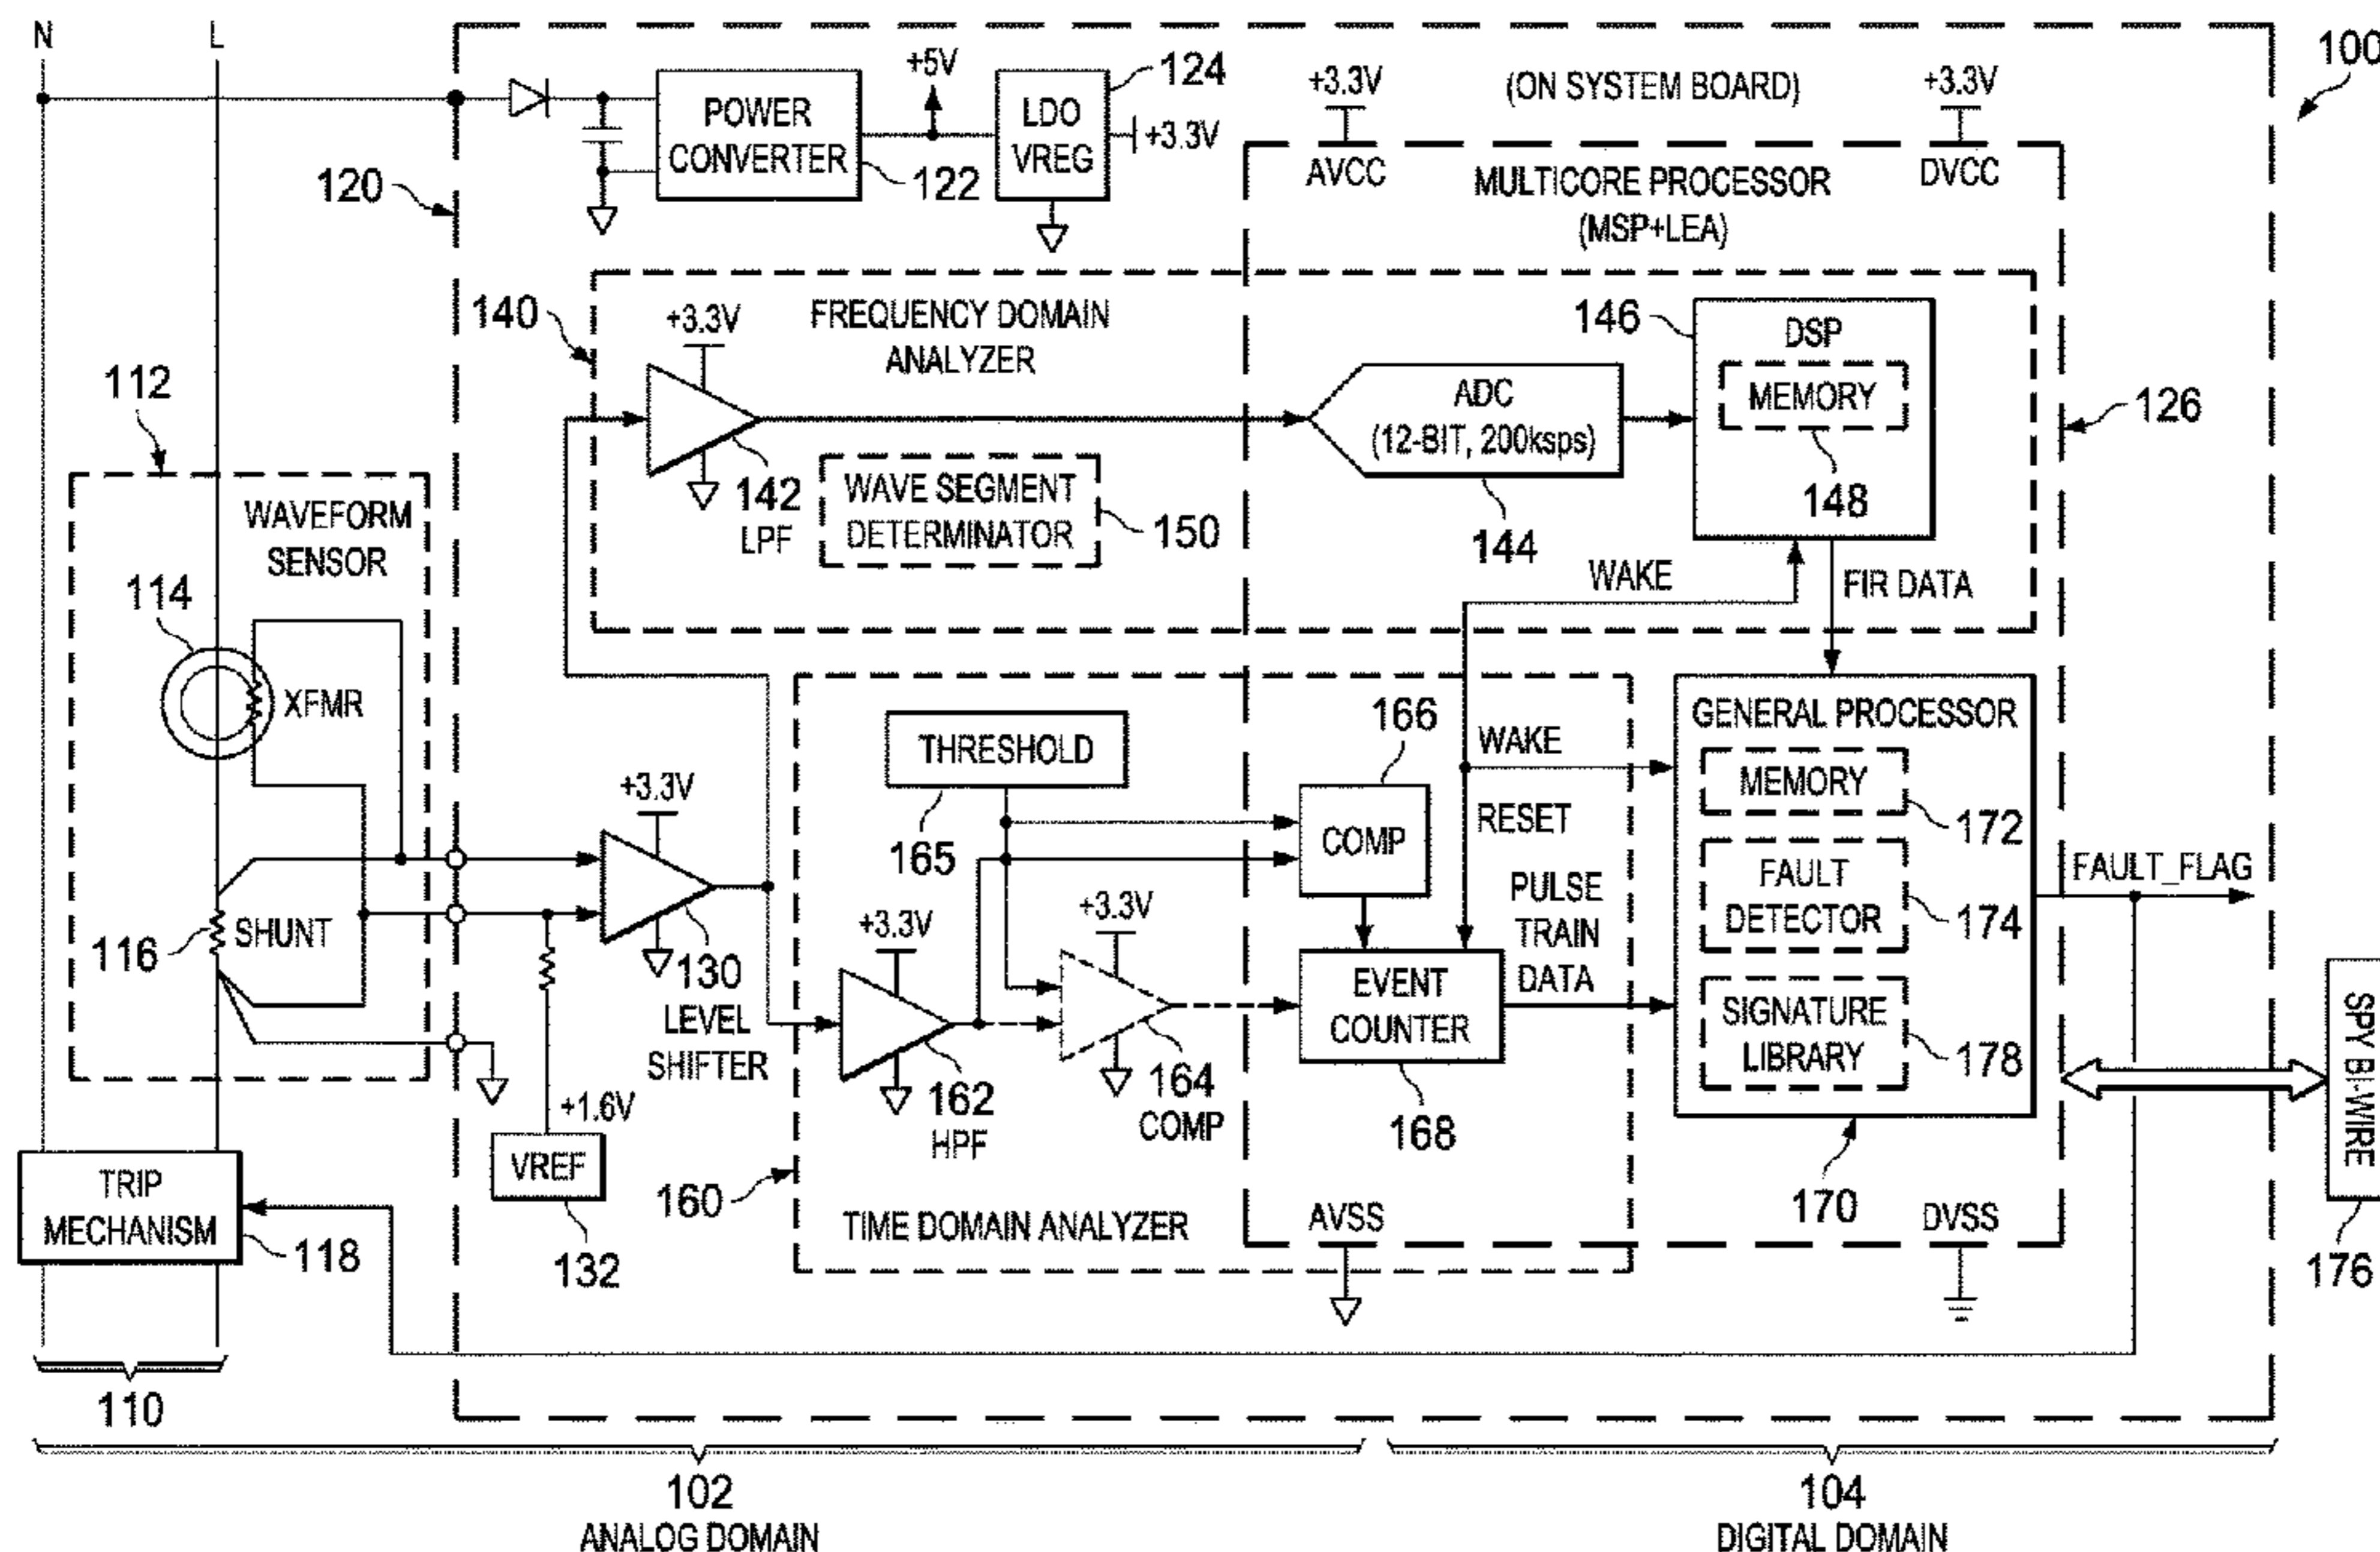 N
L
100
+5V
124
+3.3V
(ON SYSTEM BOARD)
+3.3V
POWER
CONVERTER
122
LDO
VREG
+3.3V
AVCC
DVCC
MULTICORE PROCESSOR
(MSP+LEA)
120
140
+3.3V
FREQUENCY DOMAIN
ANALYZER
146
DSP
MEMORY
148
126
ADC
(12-BIT, 200ksps)
144
112
142
LPF
WAVE SEGMENT
DETERMINATOR
150
WAVEFORM
SENSOR
WAKE
FIR DATA
114
XFMR
THRESHOLD
165
166
COMP
WAKE
RESET
GENERAL PROCESSOR
MEMORY
172
FAULT
DETECTOR
174
SIGNATURE
LIBRARY
178
FAULT_FLAG
+3.3V
116
SHUNT
130
LEVEL
SHIFTER
+3.3V
+3.3V
PULSE
TRAIN
DATA
EVENT
COUNTER
168
162
HPF
164
COMP
SPY BI-WIRE
176
+1.6V
VREF
132
TRIP
MECHANISM
118
160
TIME DOMAIN ANALYZER
AVSS
170
DVSS
110
102
ANALOG DOMAIN
104
DIGITAL DOMAIN